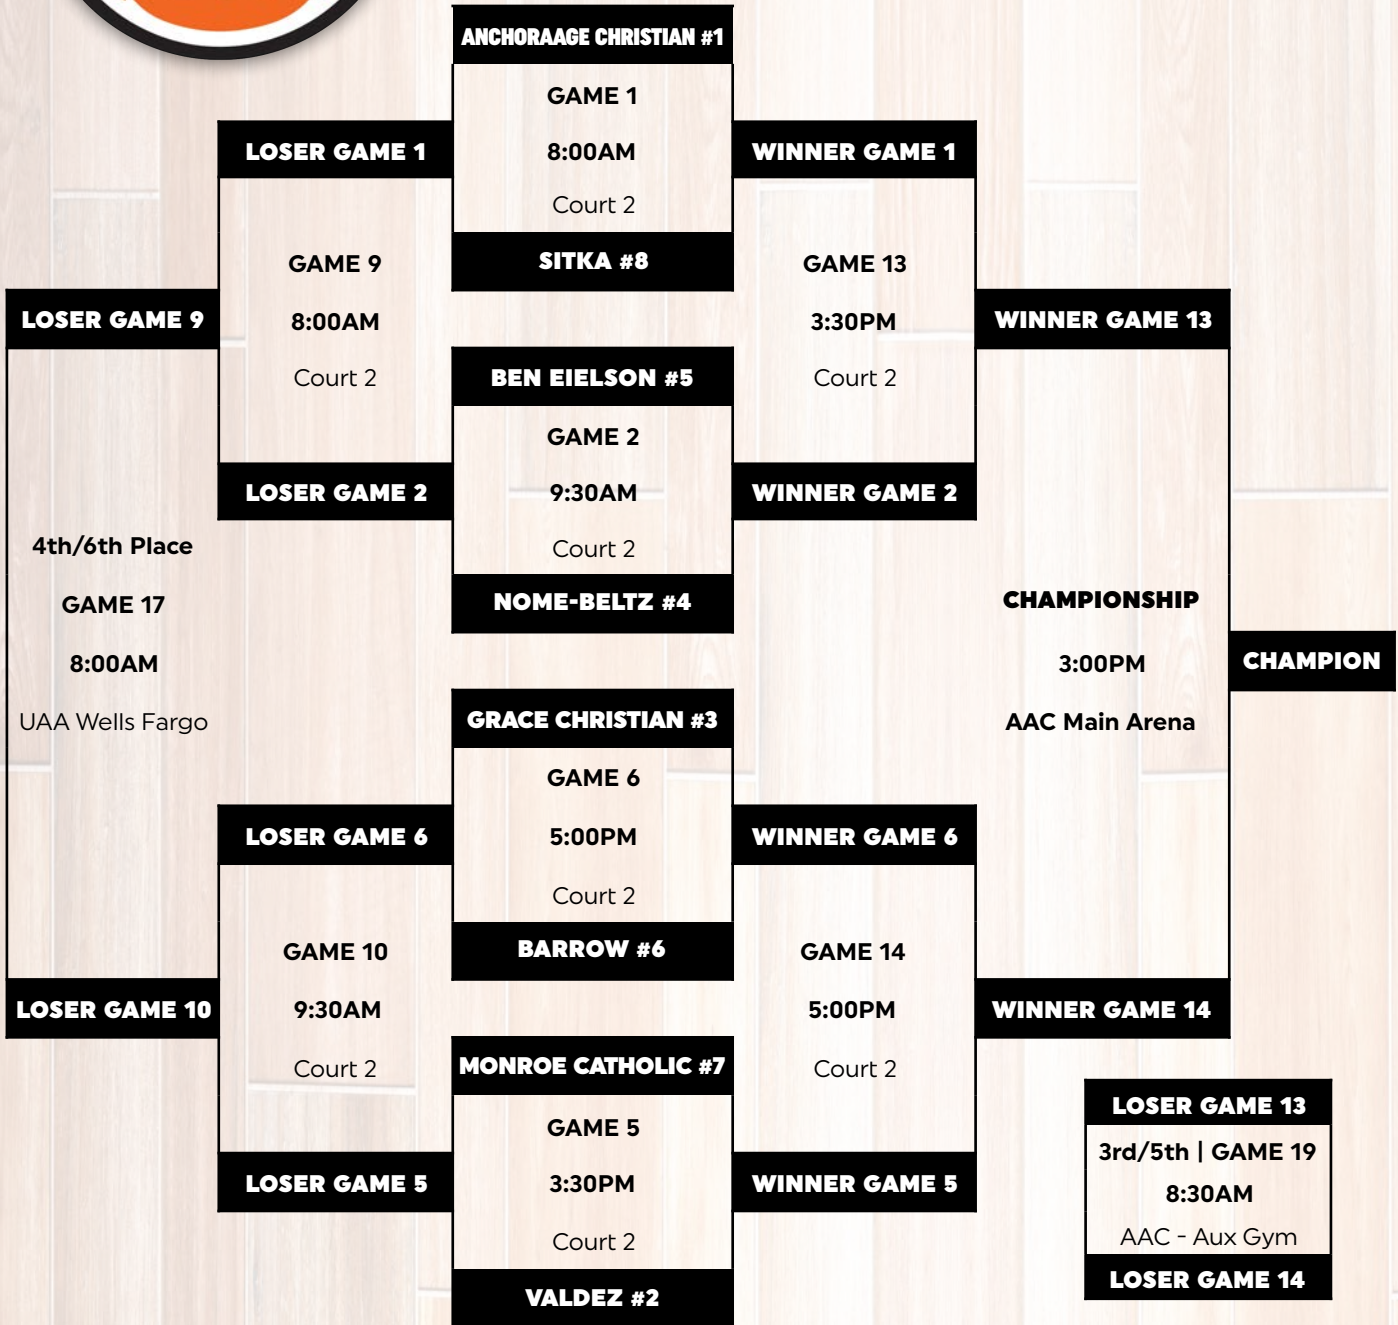 ANCHORAAGE CHRISTIAN #1
GAME 1
8:00AM
Court 2
SITKA #8
LOSER GAME 1
WINNER GAME 1
GAME 9
8:00AM
Court 2
GAME 13
3:30PM
Court 2
LOSER GAME 9
WINNER GAME 13
BEN EIELSON #5
GAME 2
9:30AM
Court 2
NOME-BELTZ #4
LOSER GAME 2
WINNER GAME 2
4th/6th Place
GAME 17
8:00AM
UAA Wells Fargo
CHAMPIONSHIP
3:00PM
AAC Main Arena
CHAMPION
GRACE CHRISTIAN #3
GAME 6
5:00PM
Court 2
BARROW #6
LOSER GAME 6
WINNER GAME 6
GAME 10
9:30AM
Court 2
GAME 14
5:00PM
Court 2
LOSER GAME 10
WINNER GAME 14
MONROE CATHOLIC #7
GAME 5
3:30PM
Court 2
VALDEZ #2
LOSER GAME 5
WINNER GAME 5
LOSER GAME 13
3rd/5th | GAME 19
8:30AM
AAC - Aux Gym
LOSER GAME 14